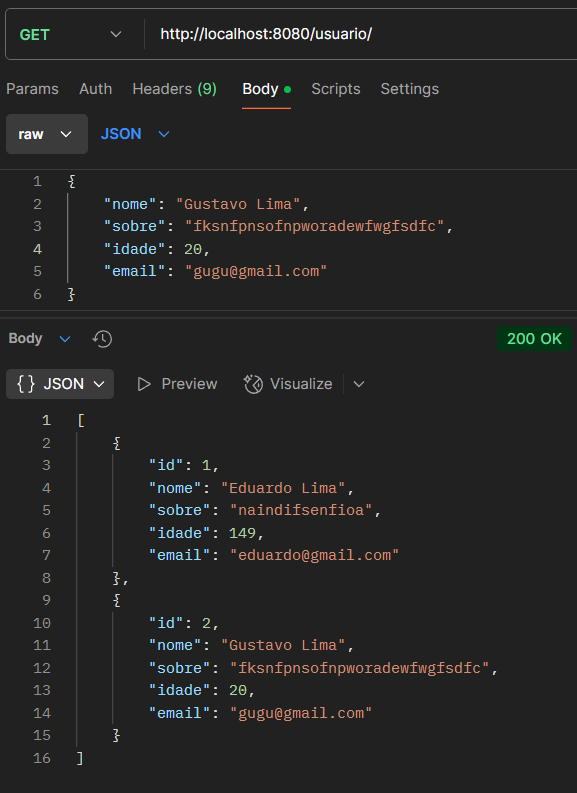 GET http://localhost:8080/usuario/
Params Auth Headers (9) Body Scripts Settings
raw JSON
1 {
2 "nome": "Gustavo Lima",
3 "sobre": "fksnfpnsofnpworadewfwgfsdfc",
4 "idade": 20,
5 "email": "gugu@gmail.com"
6 }
Body 200 OK
{} JSON Preview Visualize
1 [
2 {
3 "id": 1,
4 "nome": "Eduardo Lima",
5 "sobre": "naindifsenfioa",
6 "idade": 149,
7 "email": "eduardo@gmail.com"
8 },
9 {
10 "id": 2,
11 "nome": "Gustavo Lima",
12 "sobre": "fksnfpnsofnpworadewfwgfsdfc",
13 "idade": 20,
14 "email": "gugu@gmail.com"
15 }
16 ]